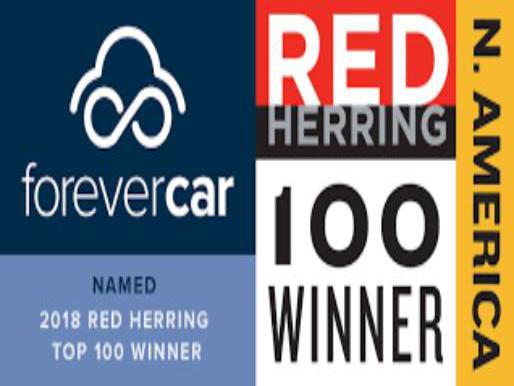 forevercar
NAMED
2018 RED HERRING
TOP 100 WINNER
RED
HERRING
100
WINNER
N. AMERICA